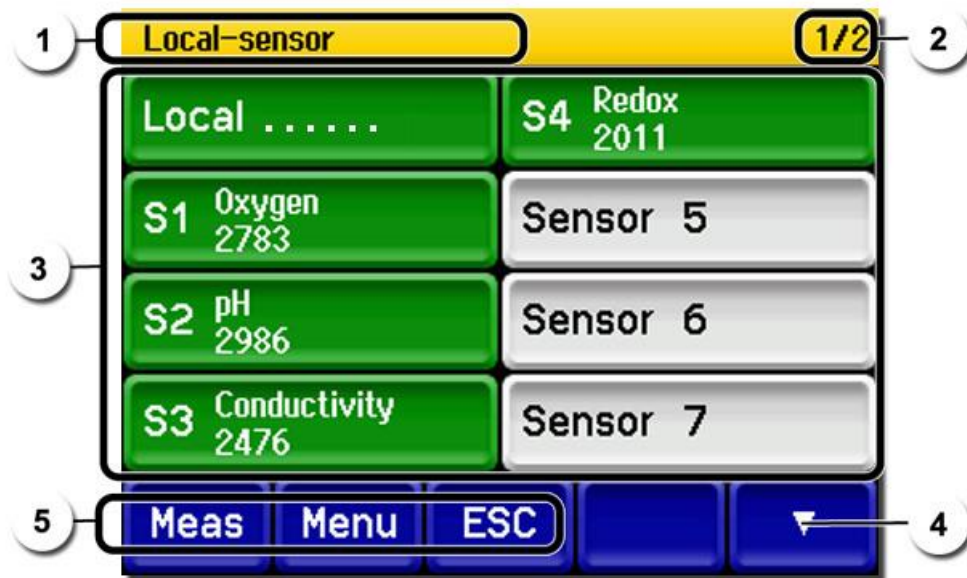 1
Local-sensor
1/2
2
3
Local ......
S1 Oxygen
2783
S2 pH
2986
S3 Conductivity
2476
S4 Redox
2011
Sensor 5
Sensor 6
Sensor 7
5
Meas Menu ESC
▼
4